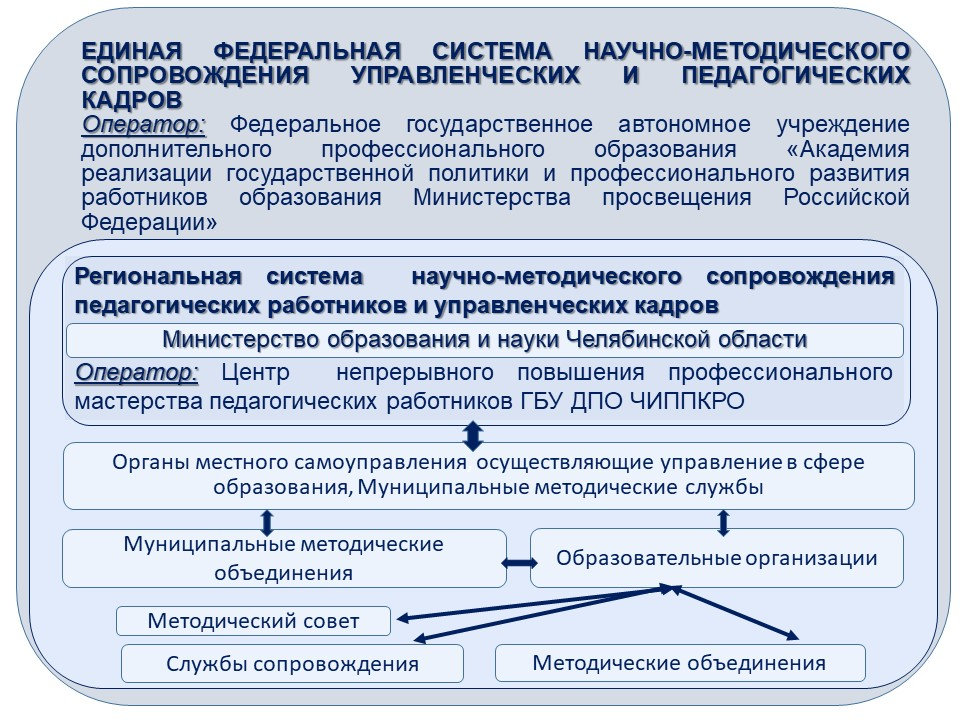 ЕДИНАЯ ФЕДЕРАЛЬНАЯ СИСТЕМА НАУЧНО-МЕТОДИЧЕСКОГО
СОПРОВОЖДЕНИЯ УПРАВЛЕНЧЕСКИХ И ПЕДАГОГИЧЕСКИХ
КАДРОВ
Оператор: Федеральное государственное автономное учреждение
дополнительного профессионального образования «Академия
реализации государственной политики и профессионального развития
работников образования Министерства просвещения Российской
Федерации»
Региональная система научно-методического сопровождения
педагогических работников и управленческих кадров
Министерство образования и науки Челябинской области
Оператор: Центр непрерывного повышения профессионального
мастерства педагогических работников ГБУ ДПО ЧИППКРО
Органы местного самоуправления осуществляющие управление в сфере
образования, Муниципальные методические службы
Муниципальные методические
объединения
Образовательные организации
Методический совет
Службы сопровождения
Методические объединения